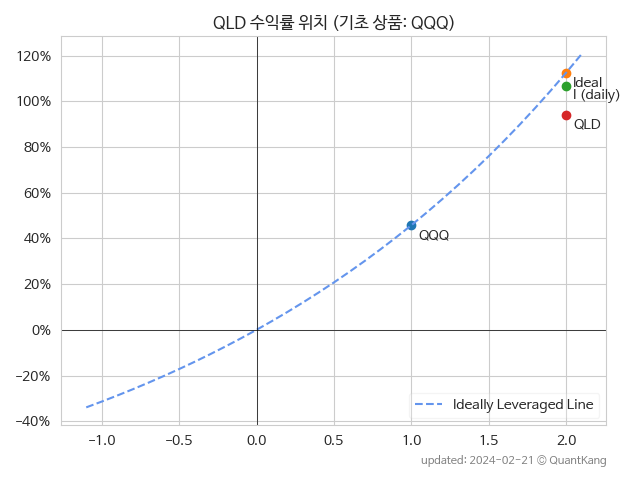 QLD 수익률 위치 (기초 상품: QQQ)
120%
100%
80%
60%
40%
20%
0%
−20%
−40%
Ideal
I (daily)
QLD
QQQ
Ideally Leveraged Line
−1.0
−0.5
0.0
0.5
1.0
1.5
2.0
updated: 2024-02-21 © QuantKang